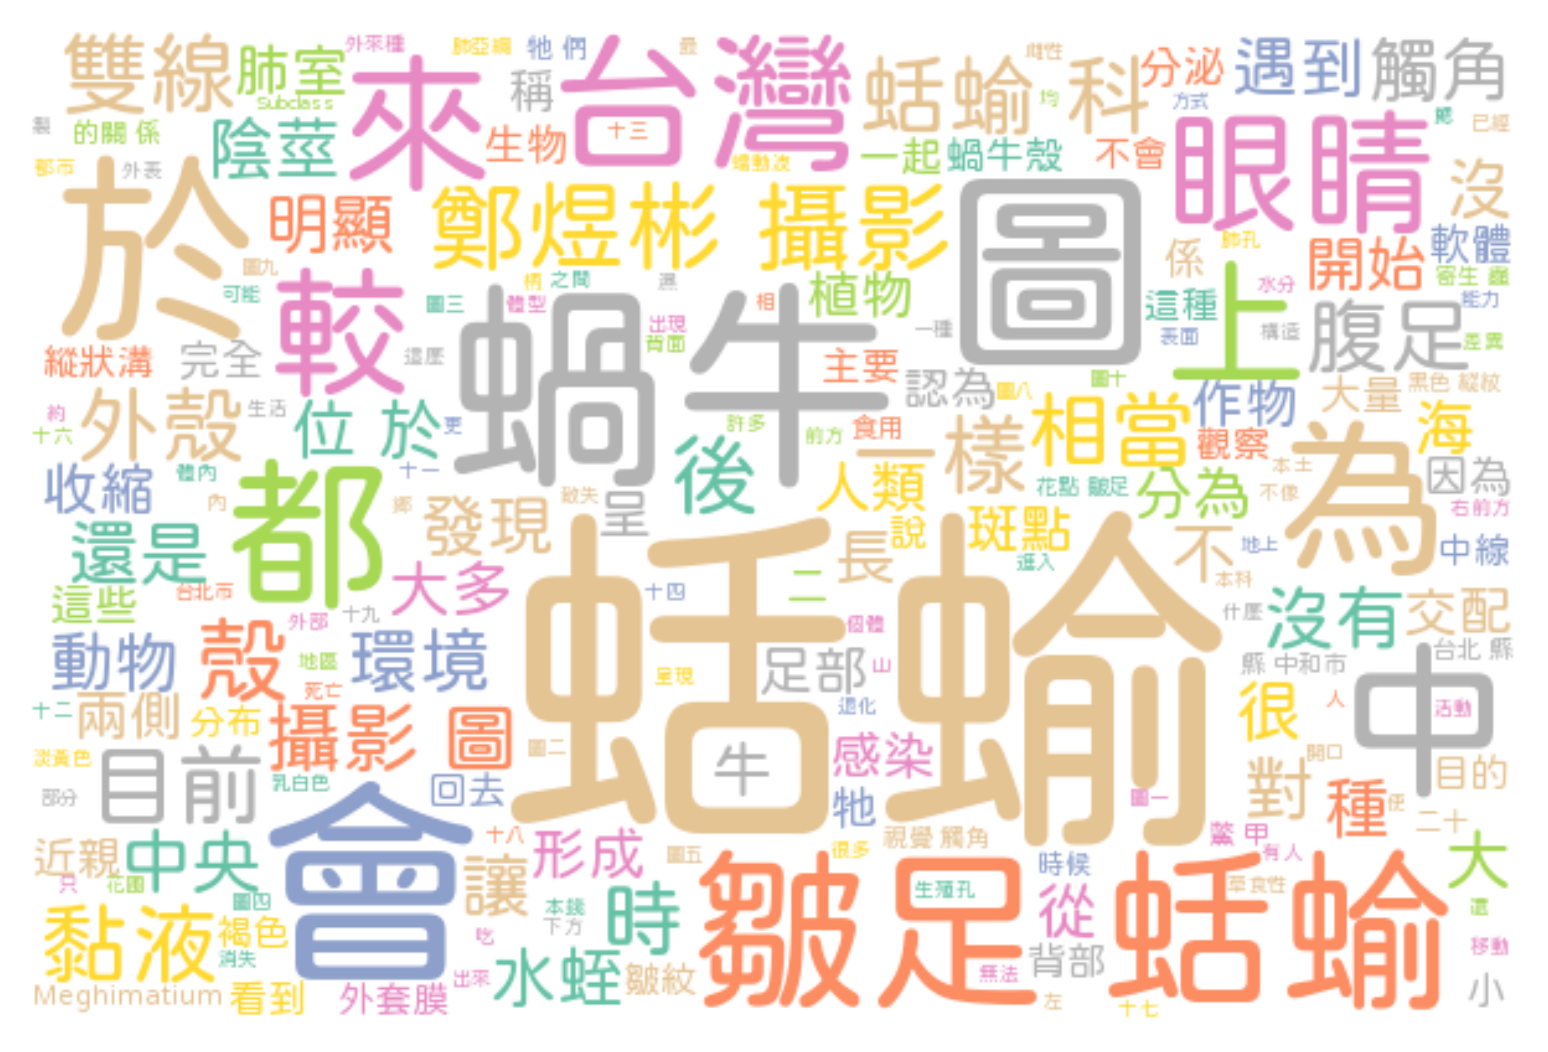 雙線
肺室
外來種
肺亞綱
牠 們
最
雌性
蛞蝓 科
分泌
遇到
觸角
Subclass
來
稱
台灣
均
方式
已經
的關 係
陰莖
生物
十三
蠕動波
一起
蝸牛殼
不會
眼睛
都市
外表
於
明顯
鄭煜彬 攝影
圖
沒
係
肺孔
開始
軟體
寄生 蟲
圖九
可能
較
圖三
柄
之間
體型
濕
出現
背面
相
植物
一種
上
這種
表面
水分
構造
能力
腹足
差異
縱狀溝
完全
這麼
蝸牛
主要
認為
圖八
圖十
作物
大量
黑色 縱紋
約
十六
外殼
生活
位 於
更
許多
前方
食用
一樣
相當
觀察
海
收縮
體內
內
都
十一
後
人類
花點 皺足
分為
本土
不像
為
因為
右前方
還是
鄉
發現
缺失
呈
說
長
斑點
進入
不
地上
本科
中線
這些
台北市
大多
蛞蝓
十四
二
什麼
沒有
交配
動物
殼
外部
十九
地區
環境
個體
足部
山
呈現
縣 中和市
台北 縣
中
十二
兩側
分布
死亡
攝影 圖
圖二
退化
很
人
活動
淡黃色
目前
乳白色
回去
牛
感染
開口
目的
部分
會
牠
圖一
對
種
便
二十
近親
中央
十八
形成
圖五
很多
視覺 觸角
鱉 甲
有人
大
只
花園
圖四
讓
時
皺足
生殖孔
時候
從
蛞蝓
草食性
還
黏液
褐色
消失
本錢
下方
吃
移動
Meghimatium
看到
外套膜
出來
水蛭
皺紋
無法
背部
左
十七
小